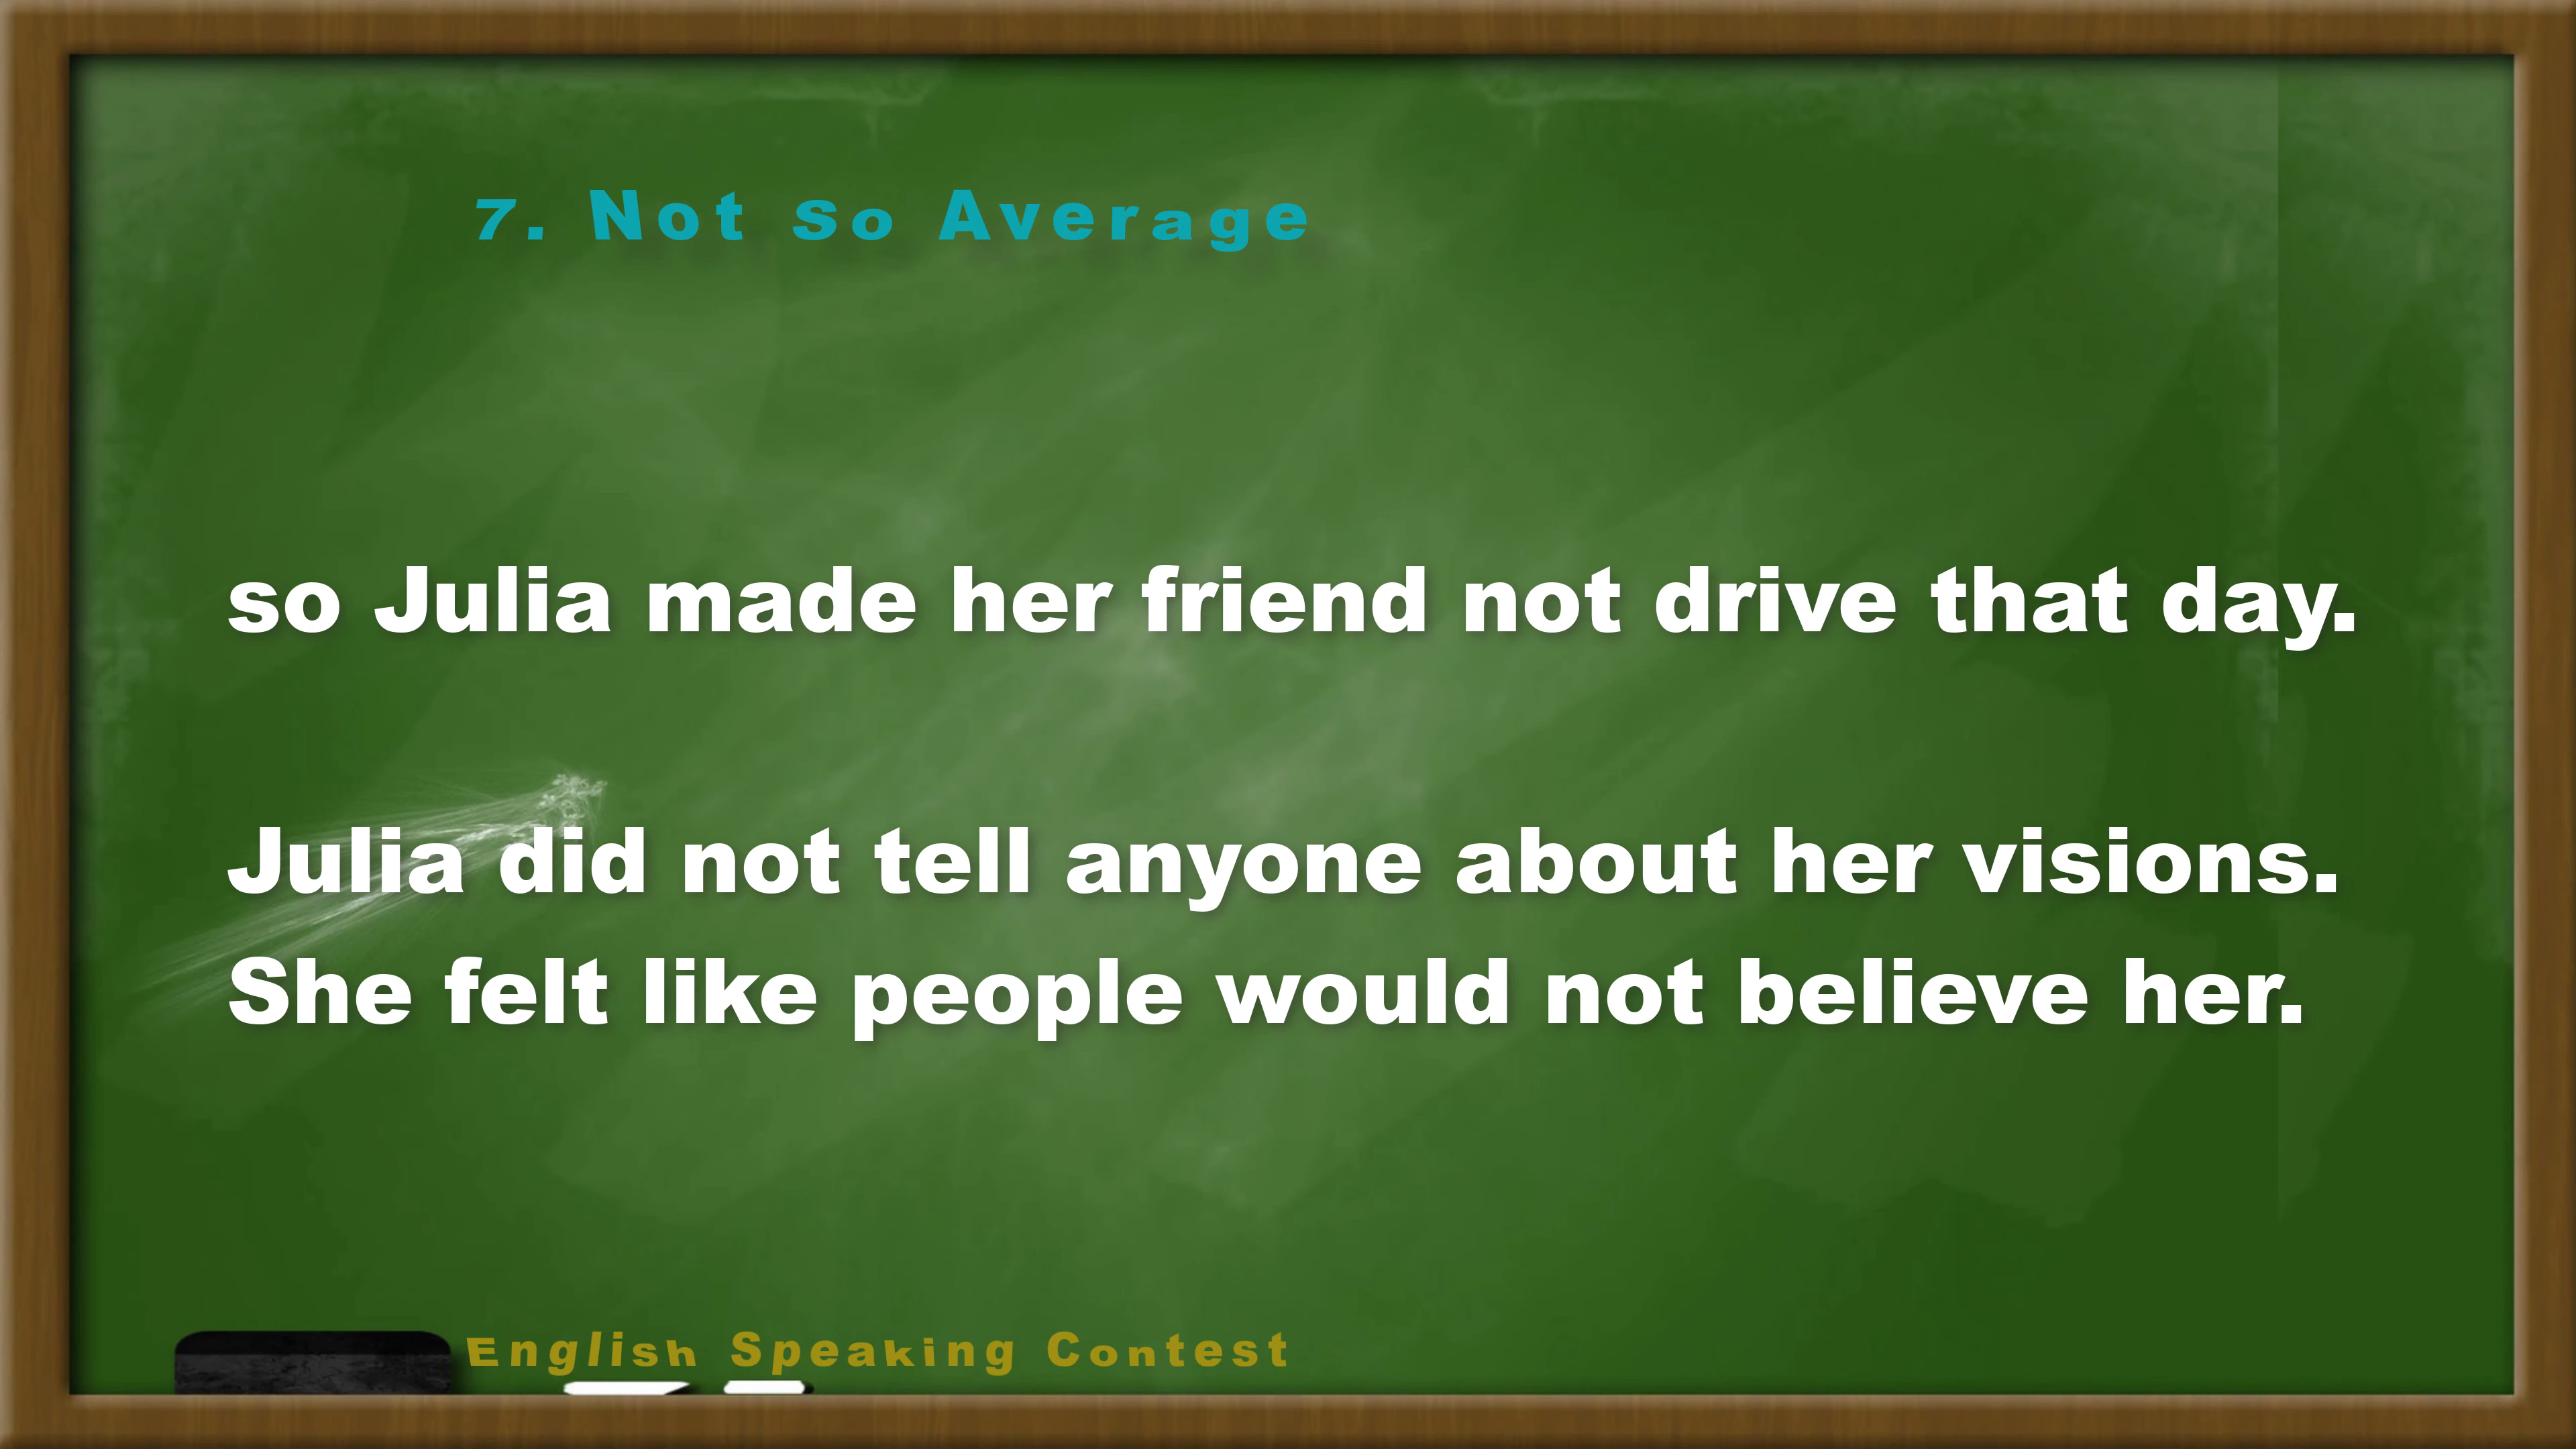 7. Not so Average
so Julia made her friend not drive that day.
Julia did not tell anyone about her visions.
She felt like people would not believe her.
English Speaking Contest